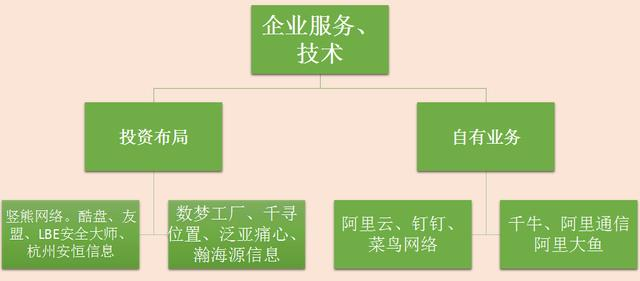 企业服务、
技术
投资布局
自有业务
竖熊网络。酷盘、友
盟、LBE安全大师、
杭州安恒信息
数梦工厂、千寻
位置、泛亚痛心、
瀚海源信息
阿里云、钉钉、
菜鸟网络
千牛、阿里通信
阿里大鱼